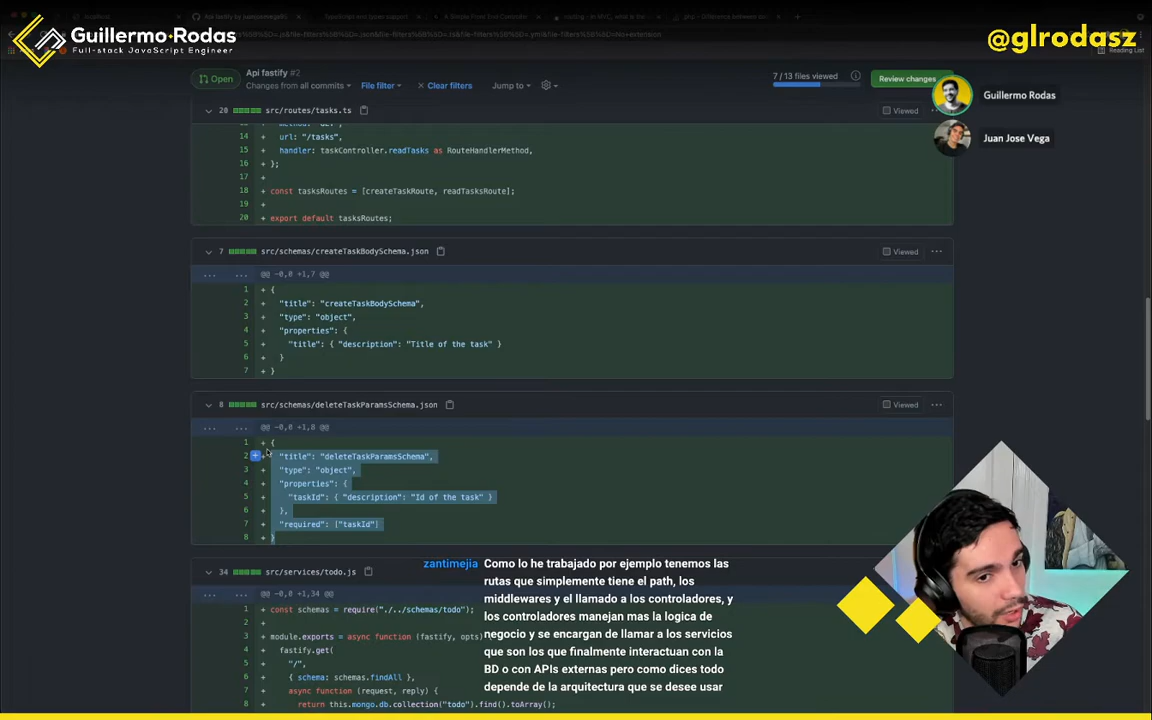 Guillermo Rodas
Full-stack JavaScript Engineer
@glrodasz
Reading List
Open
Api fastify #2
Changes from all commits
File filter
× Clear filters
Jump to
7 / 13 files viewed
Review changes
Guillermo Rodas
Juan Jose Vega
20 src/routes/tasks.ts
Viewed
14 + url: "/tasks",
15 + handler: taskController.readTasks as RouteHandlerMethod,
16 + };
17 +
18 + const tasksRoutes = [createTaskRoute, readTasksRoute];
19 +
20 + export default tasksRoutes;
7 src/schemas/createTaskBodySchema.json
Viewed
@@ -0,0 +1,7 @@
1 + {
2 + "title": "createTaskBodySchema",
3 + "type": "object",
4 + "properties": {
5 + "title": { "description": "Title of the task" }
6 + }
7 + }
8 src/schemas/deleteTaskParamsSchema.json
Viewed
@@ -0,0 +1,8 @@
1 + {
2 + "title": "deleteTaskParamsSchema",
3 + "type": "object",
4 + "properties": {
5 + "taskId": { "description": "Id of the task" }
6 + },
7 + "required": ["taskId"]
8 + }
34 src/services/todo.js
@@ -0,0 +1,34 @@
1 + const schemas = require("./../schemas/todo");
2 +
3 + module.exports = async function (fastify, opts)
4 + fastify.get(
5 + "/",
6 + { schema: schemas.findAll },
7 + async function (request, reply) {
8 + return this.mongo.db.collection("todo").find().toArray();
zantimejia Como lo he trabajado por ejemplo tenemos las
rutas que simplemente tiene el path, los
middlewares y el llamado a los controladores, y
los controladores manejan mas la logica de
negocio y se encargan de llamar a los servicios
que son los que finalmente interactuan con la
BD o con APIs externas pero como dices todo
depende de la arquitectura que se desee usar